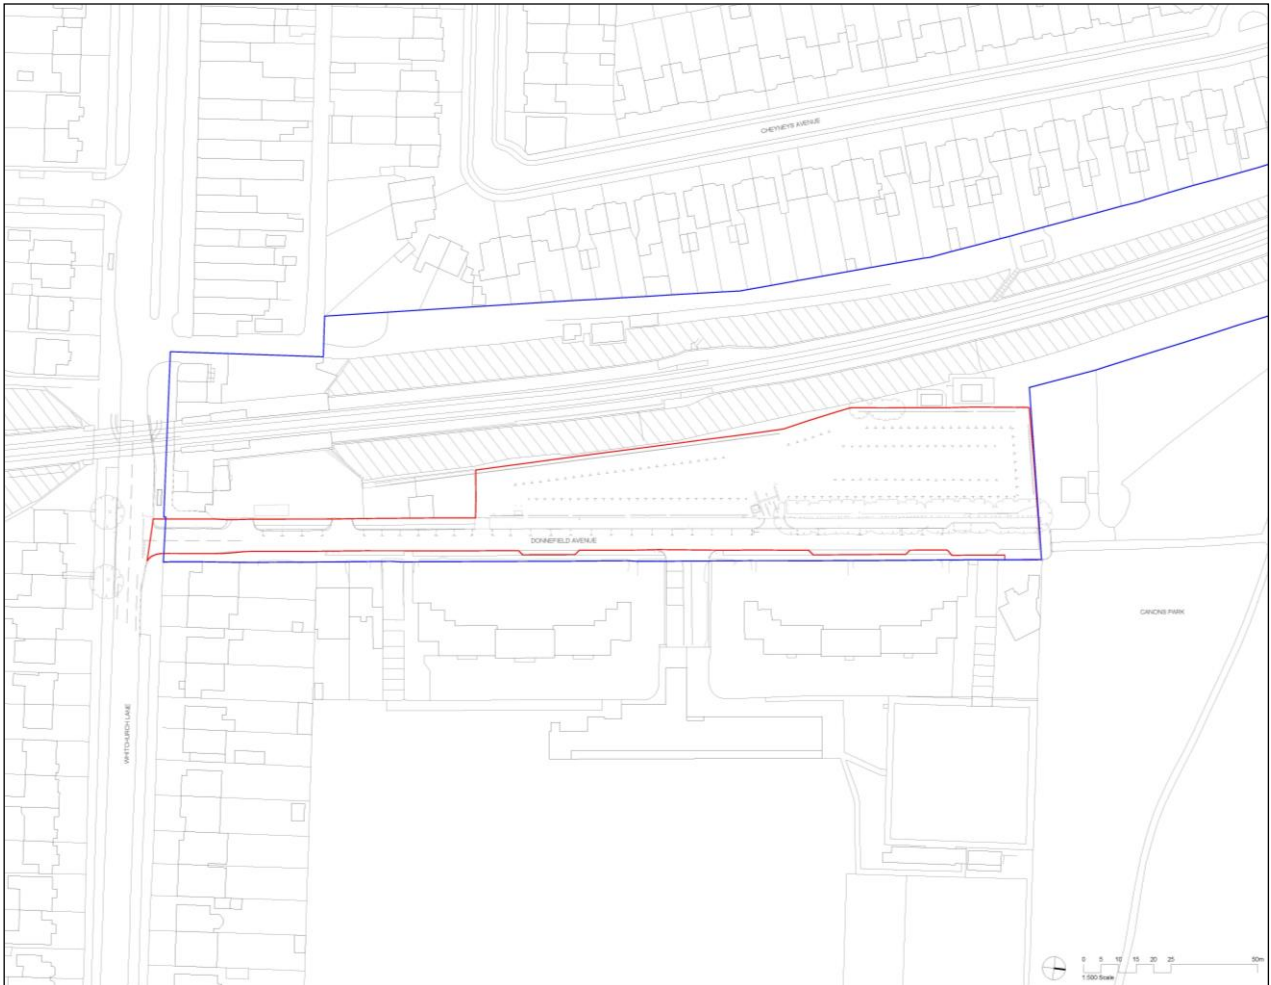 CHEYNEYS AVENUE
DONNEFIELD AVENUE
CANONS PARK
WHITCHURCH LANE
0 5 10 15 20 25 50m
1:500 Scale